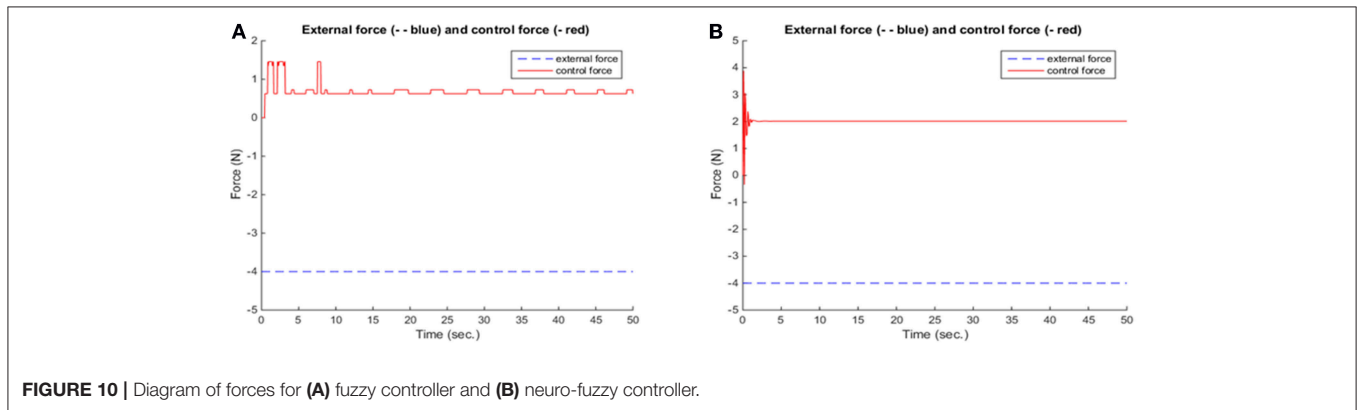 A
External force (- - blue) and control force (- red)
2
1
0
-1
-2
-3
-4
-5
Force (N)
external force
control force
0 5 10 15 20 25 30 35 40 45 50
Time (sec.)
B
External force (- - blue) and control force (- red)
5
4
3
2
1
0
-1
-2
-3
-4
-5
Force (N)
external force
control force
0 5 10 15 20 25 30 35 40 45 50
Time (sec.)
FIGURE 10 | Diagram of forces for (A) fuzzy controller and (B) neuro-fuzzy controller.